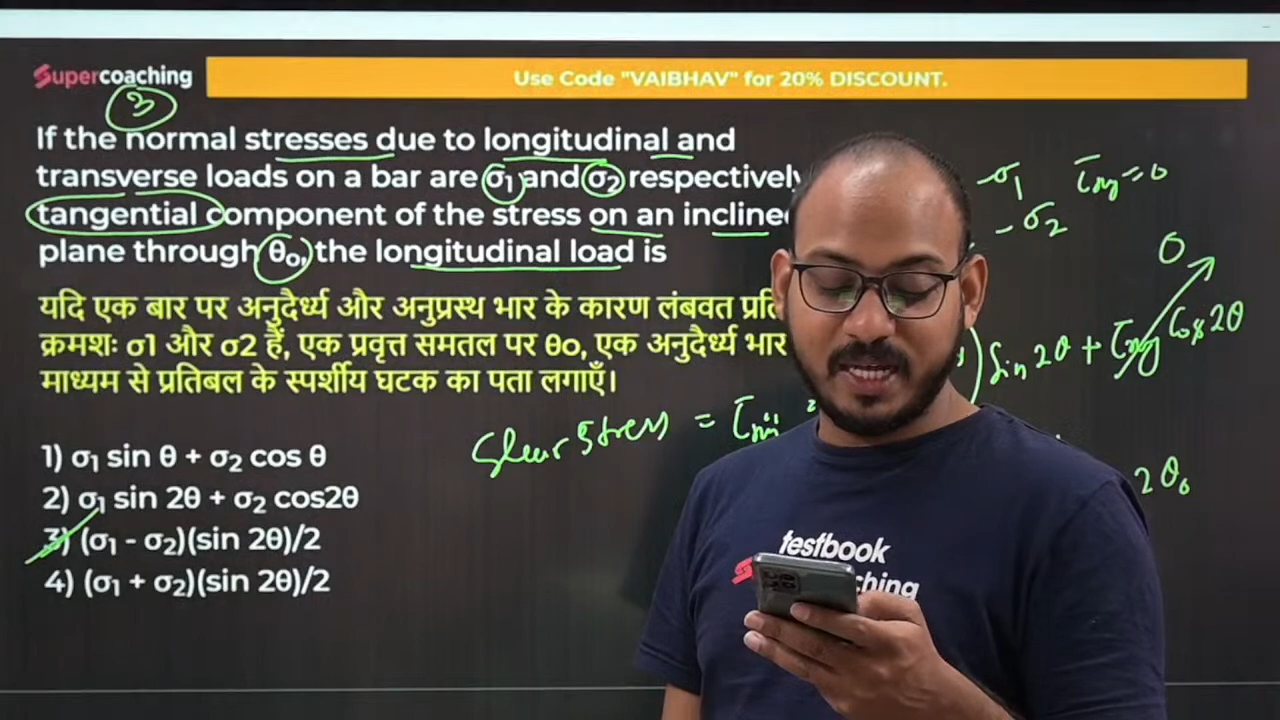 Supercoaching
Use Code "VAIBHAV" for 20% DISCOUNT.
3
If the normal stresses due to longitudinal and
transverse loads on a bar are σ1 and σ2 respectively
tangential component of the stress on an inclined
plane through θo, the longitudinal load is
यदि एक बार पर अनुदैर्ध्य और अनुप्रस्थ भार के कारण लंबवत
क्रमशः σ1 और σ2 हैं, एक प्रवृत्त समतल पर θo, एक अनुदैर्ध्य भार
माध्यम से प्रतिबल के स्पर्शीय घटक का पता लगाएँ।
1) σ1 sin θ + σ2 cos θ
2) σ1 sin 2θ + σ2 cos2θ
3) (σ1 - σ2)(sin 2θ)/2
4) (σ1 + σ2)(sin 2θ)/2
-σ1 τxy=0
- σ2
0
) Sin 2θ + τxy Cos 2θ
Shear Stress =
2θo
testbook